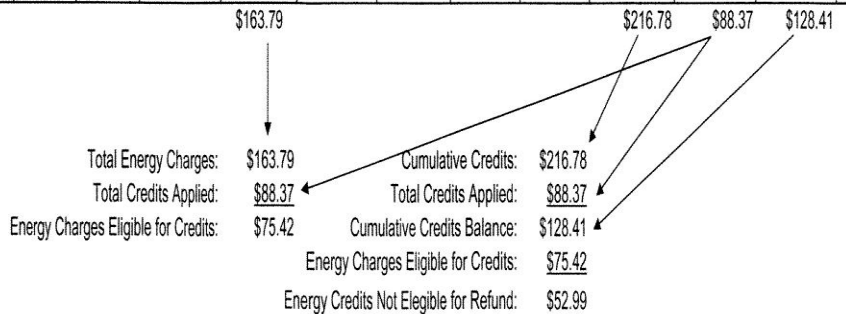 $163.79 $216.78 $88.37 $128.41
Total Energy Charges: $163.79 Cumulative Credits: $216.78
Total Credits Applied: $88.37 Total Credits Applied: $88.37
Energy Charges Eligible for Credits: $75.42 Cumulative Credits Balance: $128.41
Energy Charges Eligible for Credits: $75.42
Energy Credits Not Elegible for Refund: $52.99